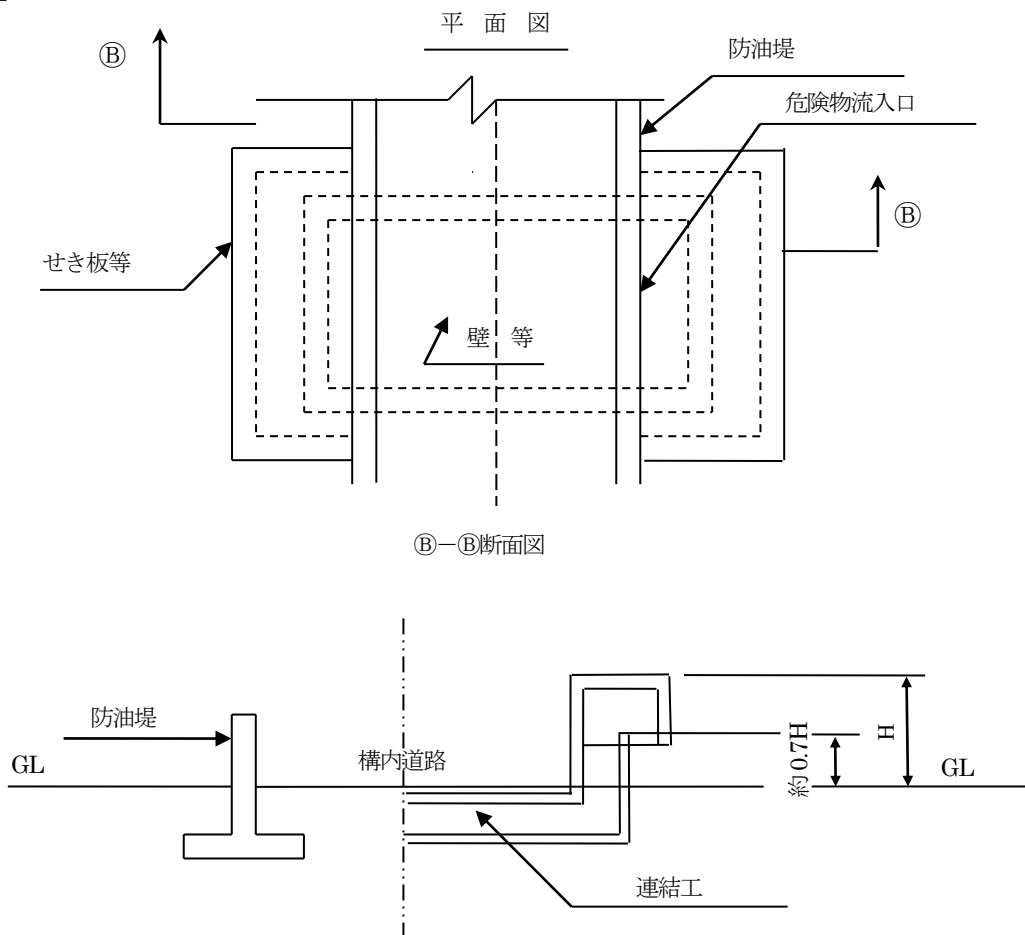 平 面 図
Ⓑ
防油堤
危険物流入口
Ⓑ
せき板等
壁 等
Ⓑ－Ⓑ断面図
防油堤
構内道路
GL
約 0.7H
H
GL
連結工